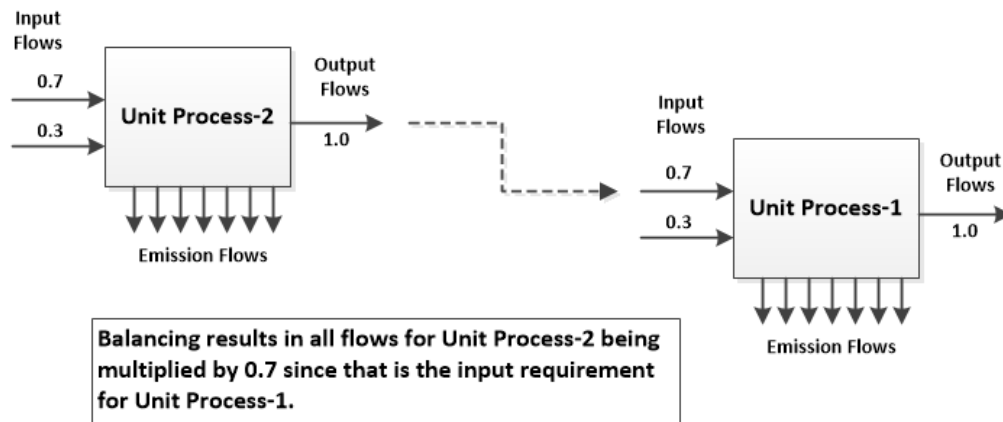 Input
Flows
0.7
0.3
Unit Process-2
Output
Flows
1.0
Emission Flows
Input
Flows
0.7
0.3
Unit Process-1
Output
Flows
1.0
Emission Flows
Balancing results in all flows for Unit Process-2 being
multiplied by 0.7 since that is the input requirement
for Unit Process-1.